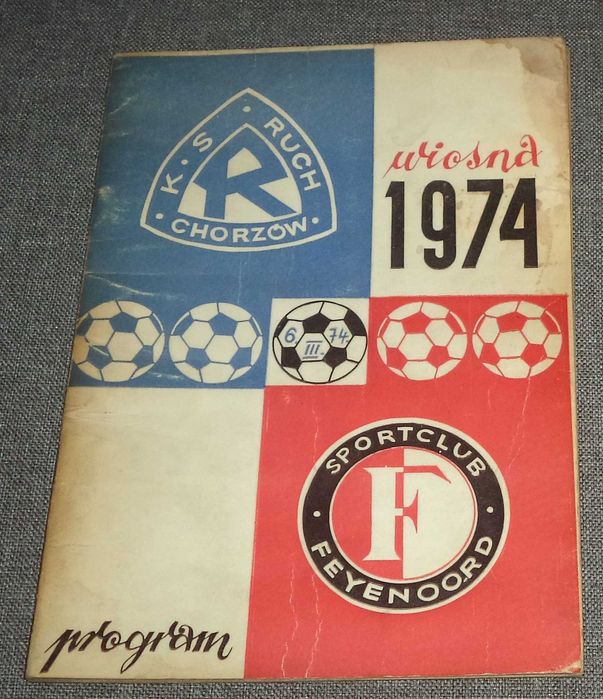 K. S. RUCH
CHORZÓW
R
wiosna
1974
6. III. 74.
SPORTCLUB
F
FEYENOORD
program